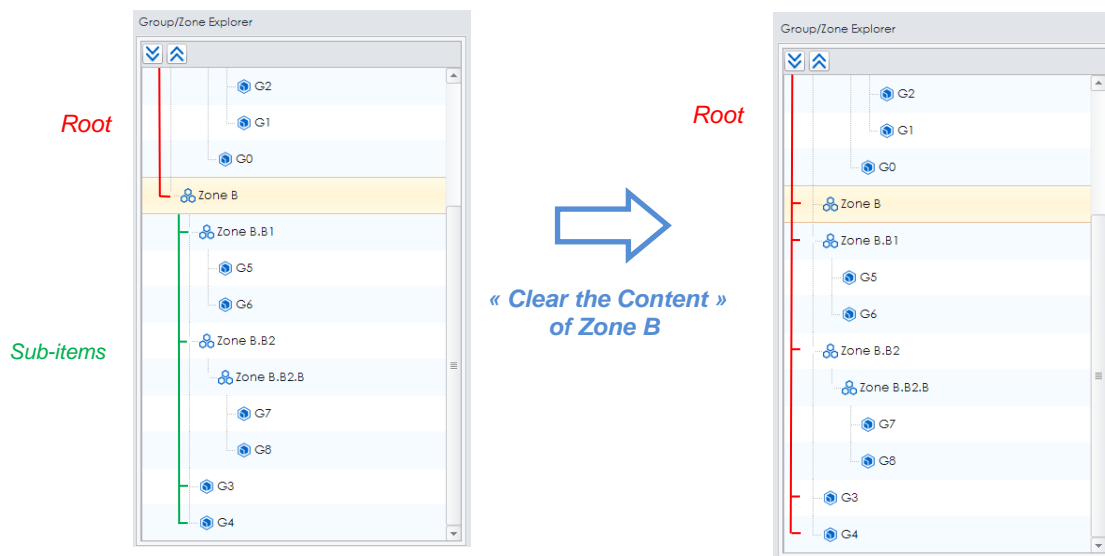 Group/Zone Explorer
G2
Root
G1
G0
Zone B
Zone B.B1
G5
G6
Zone B.B2
Sub-items
Zone B.B2.B
G7
G8
G3
G4
« Clear the Content »
of Zone B
Group/Zone Explorer
G2
Root
G1
G0
Zone B
Zone B.B1
G5
G6
Zone B.B2
Zone B.B2.B
G7
G8
G3
G4